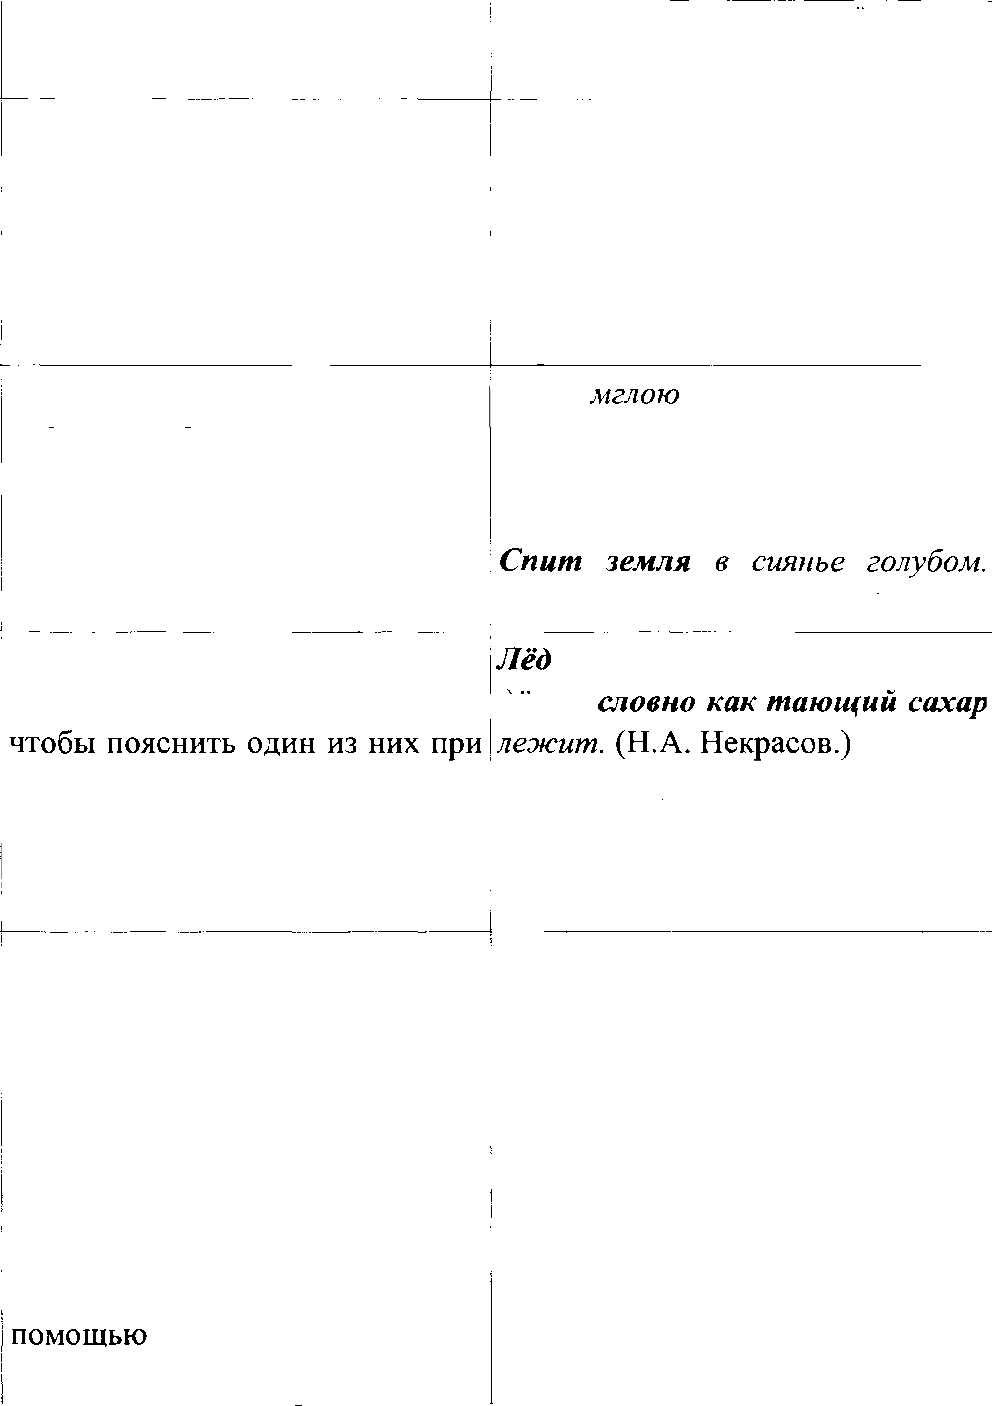 мглою
Спит земля в сиянье голубом.
Лёд
словно как тающий сахар
чтобы пояснить один из них при
лежит. (Н.А. Некрасов.)
помощью